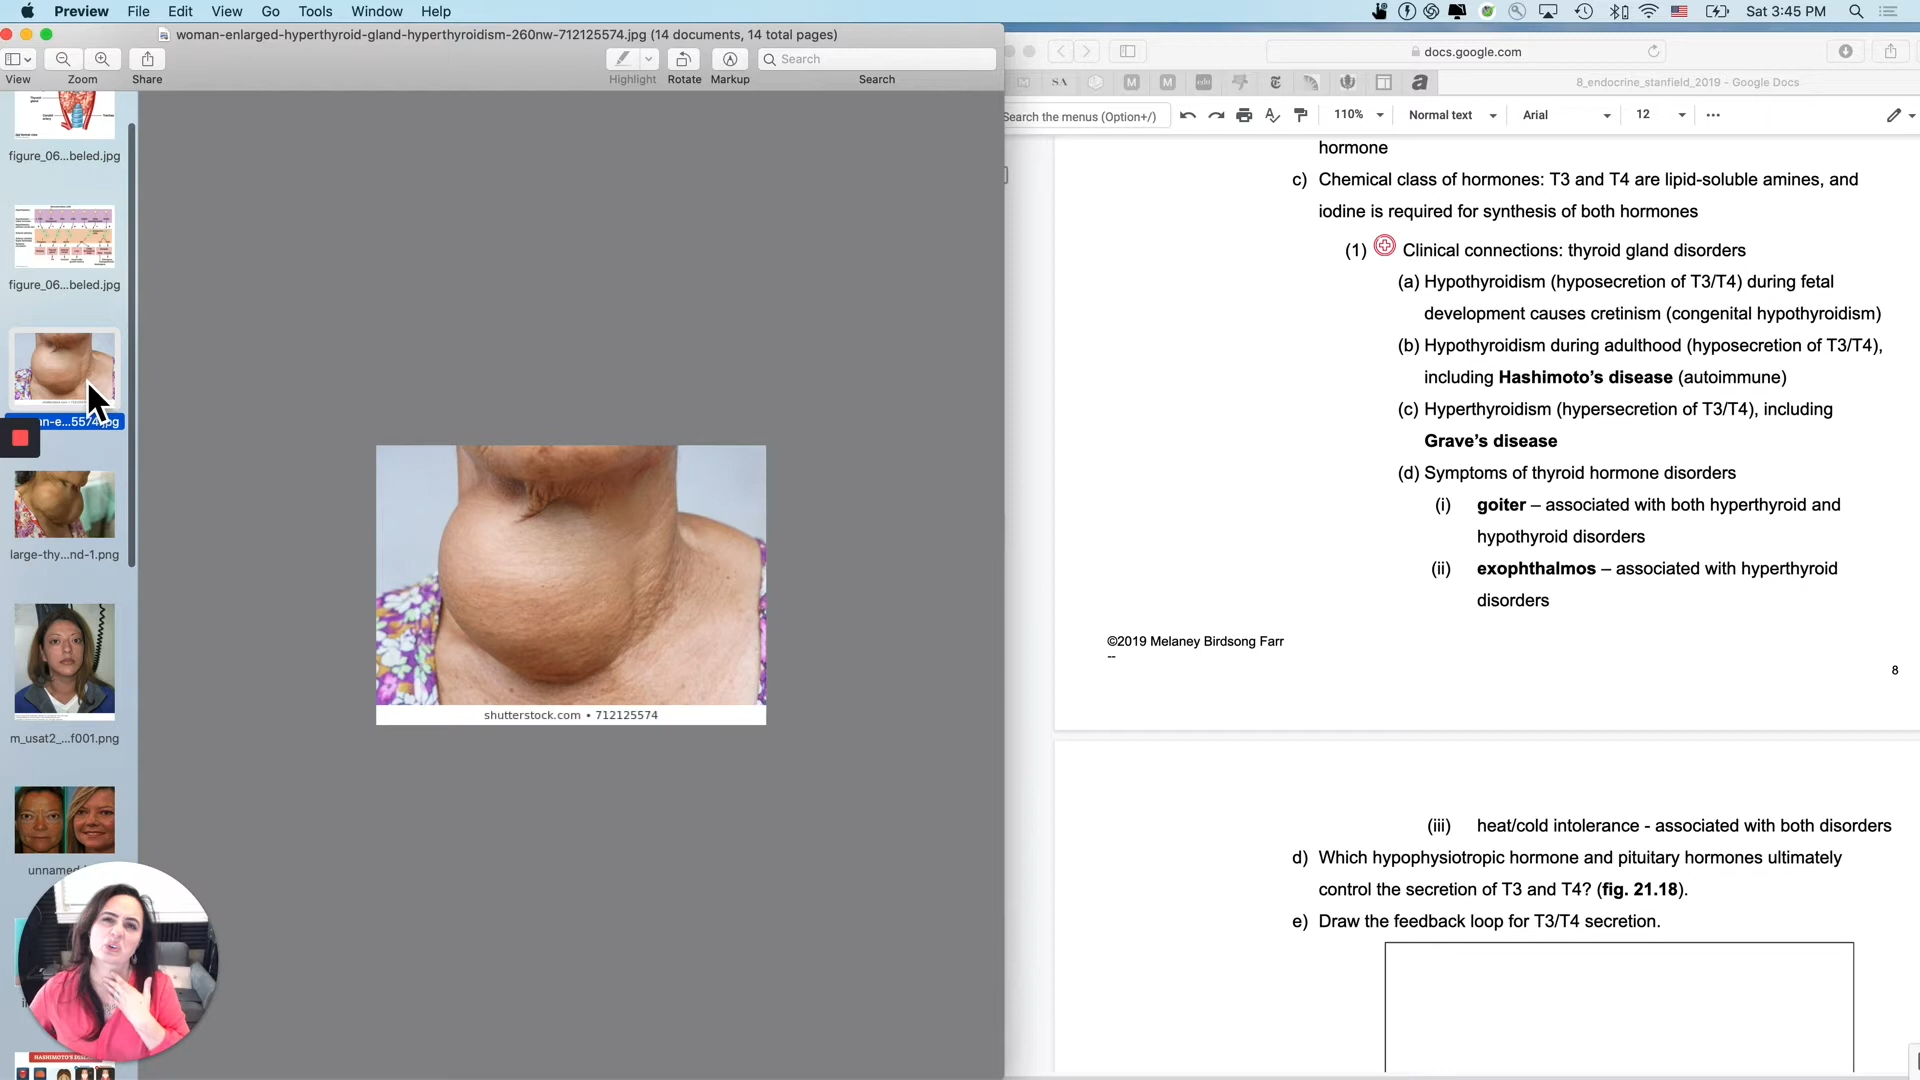 Preview File Edit View Go Tools Window Help
Sat 3:45 PM
woman-enlarged-hyperthyroid-gland-hyperthyroidism-260nw-712125574.jpg (14 documents, 14 total pages)
View Zoom Share Highlight Rotate Markup Search
Search
figure_06...beled.jpg
figure_06...beled.jpg
n-e...5574.jpg
large-thy...nd-1.png
m_usat2_...f001.png
unnamed
HASHIMOTO'S DISEASE
shutterstock.com • 712125574
docs.google.com
SA M M edu T a
8_endocrine_stanfield_2019 - Google Docs
Search the menus (Option+/)
110% Normal text Arial 12
hormone
c) Chemical class of hormones: T3 and T4 are lipid-soluble amines, and
iodine is required for synthesis of both hormones
(1) Clinical connections: thyroid gland disorders
(a) Hypothyroidism (hyposecretion of T3/T4) during fetal
development causes cretinism (congenital hypothyroidism)
(b) Hypothyroidism during adulthood (hyposecretion of T3/T4),
including Hashimoto's disease (autoimmune)
(c) Hyperthyroidism (hypersecretion of T3/T4), including
Grave's disease
(d) Symptoms of thyroid hormone disorders
(i) goiter – associated with both hyperthyroid and
hypothyroid disorders
(ii) exophthalmos – associated with hyperthyroid
disorders
©2019 Melaney Birdsong Farr
--
8
(iii) heat/cold intolerance - associated with both disorders
d) Which hypophysiotropic hormone and pituitary hormones ultimately
control the secretion of T3 and T4? (fig. 21.18).
e) Draw the feedback loop for T3/T4 secretion.